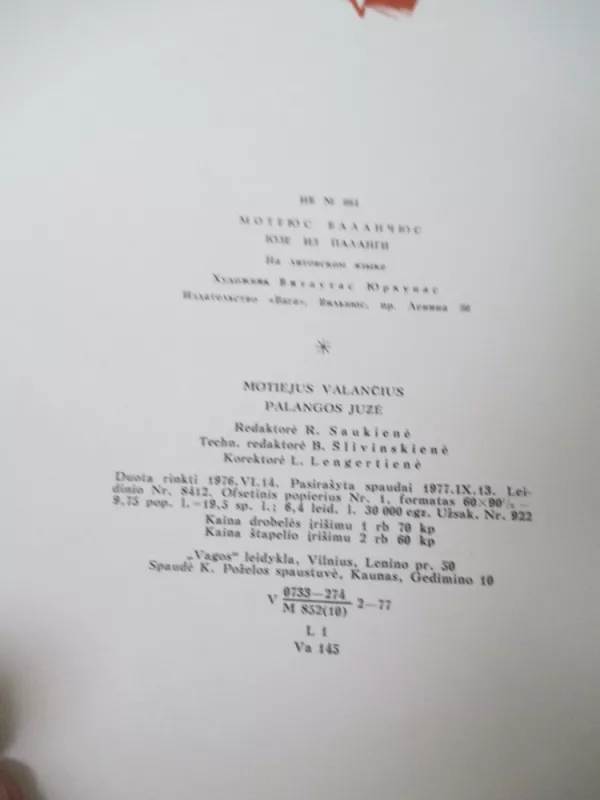 ИБ № 861
МОТЕЮС ВАЛАНЧЮС
ЮЗЕ ИЗ ПАЛАНГИ
На литовском языке
Художник Витаутас Юркунас
Издательство «Вага», Вильнюс, пр. Ленина 50
MOTIEJUS VALANČIUS
PALANGOS JUZĖ
Redaktorė R. Saukienė
Techn. redaktorė B. Slivinskienė
Korektorė L. Lengertienė
Duota rinkti 1976.VI.14. Pasirašyta spaudai 1977.IX.13. Lei-
dinio Nr. 8412. Ofsetinis popierius Nr. 1, formatas 60×90¹/₈ —
9,75 pop. l.=19,5 sp. l.; 6,4 leid. l. 30 000 egz. Užsak. Nr. 922
Kaina drobelės įrišimu 1 rb 70 kp
Kaina štapelio įrišimu 2 rb 60 kp
„Vagos" leidykla, Vilnius, Lenino pr. 50
Spaudė K. Poželos spaustuvė, Kaunas, Gedimino 10
V 0733—274
M 852(10) 2—77
L 1
Va 145